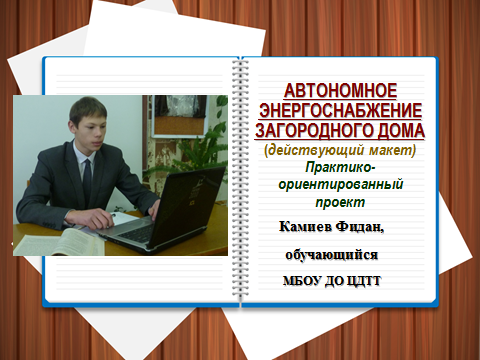 АВТОНОМНОЕ
ЭНЕРГОСНАБЖЕНИЕ
ЗАГОРОДНОГО ДОМА
(действующий макет)
Практико-
ориентированный
проект
Камиев Фидан,
обучающийся
МБОУ ДО ЦДТТ